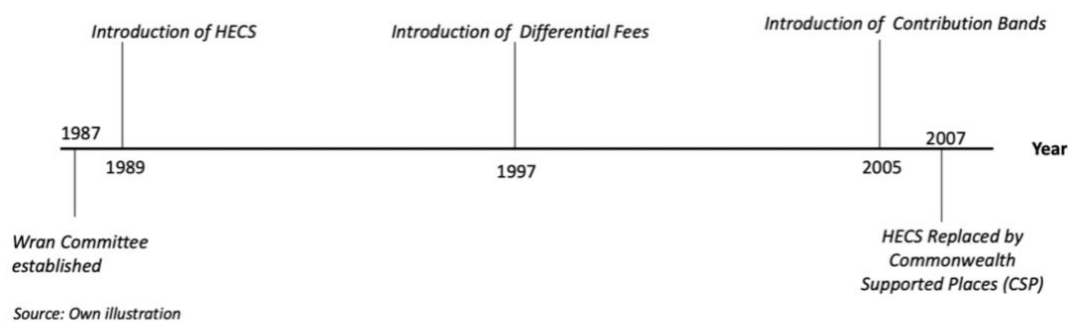 Introduction of HECS
Introduction of Differential Fees
Introduction of Contribution Bands
1987
2007
Year
1989
1997
2005
Wran Committee
established
HECS Replaced by
Commonwealth
Supported Places (CSP)
Source: Own illustration